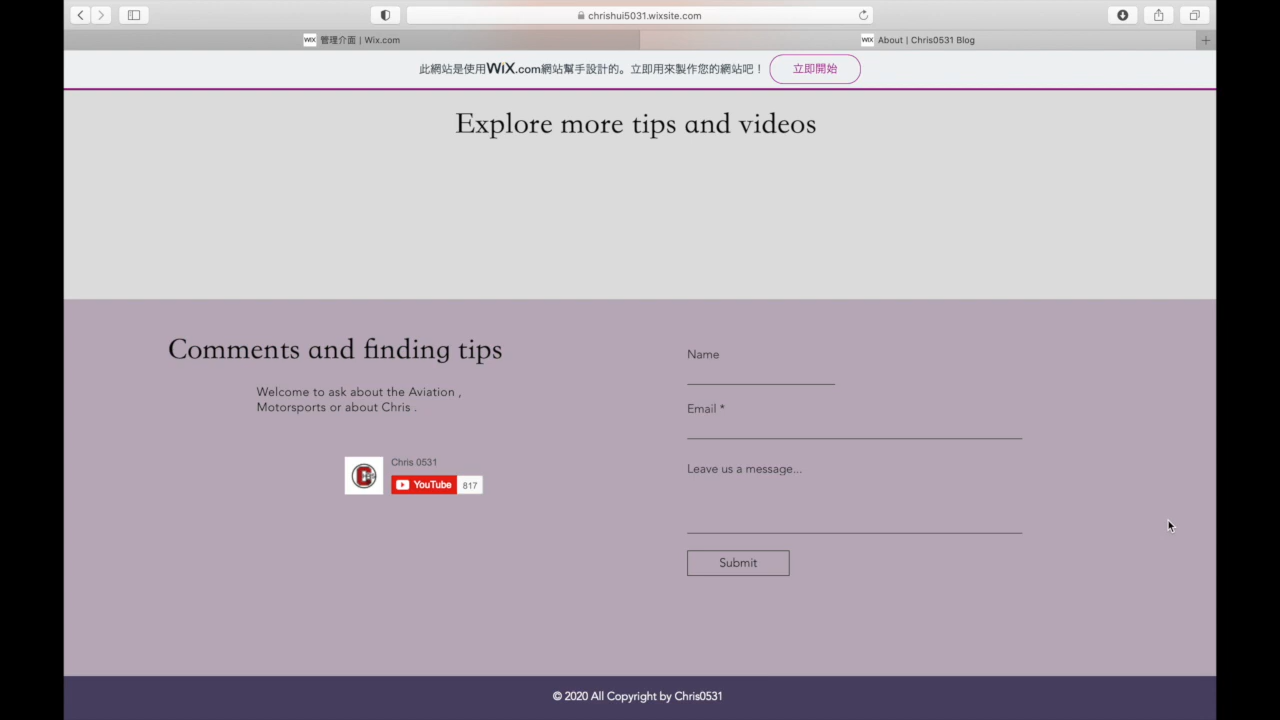 chrishui5031.wixsite.com
WiX 管理介面 | Wix.com
WiX About | Chris0531 Blog
此網站是使用WiX.com網站幫手設計的。立即用來製作您的網站吧！ 立即開始
Explore more tips and videos
Comments and finding tips
Welcome to ask about the Aviation ,
Motorsports or about Chris .
Chris 0531
YouTube 817
Name
Email *
Leave us a message...
Submit
© 2020 All Copyright by Chris0531